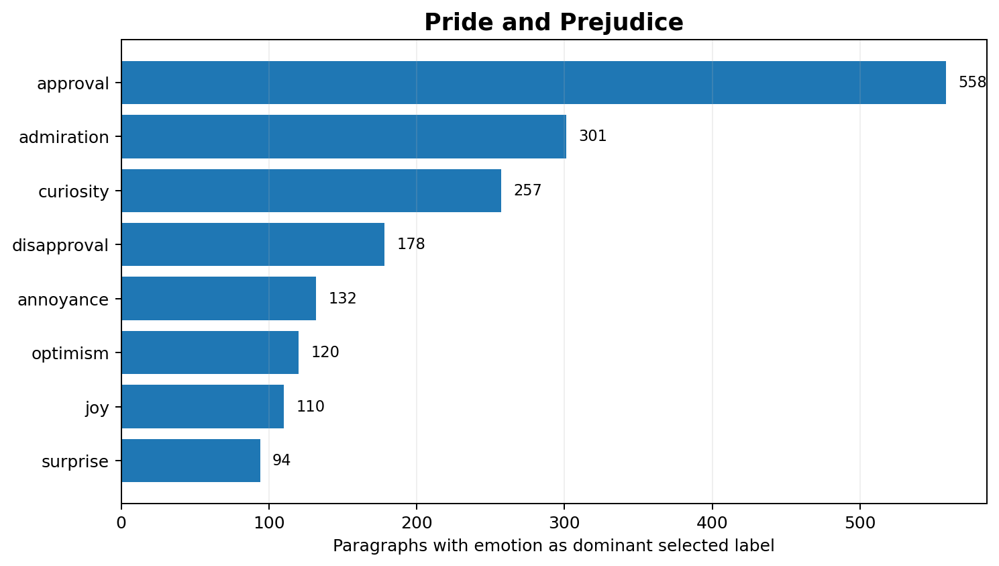 Pride and Prejudice
approval 558
admiration 301
curiosity 257
disapproval 178
annoyance 132
optimism 120
joy 110
surprise 94
0 100 200 300 400 500
Paragraphs with emotion as dominant selected label